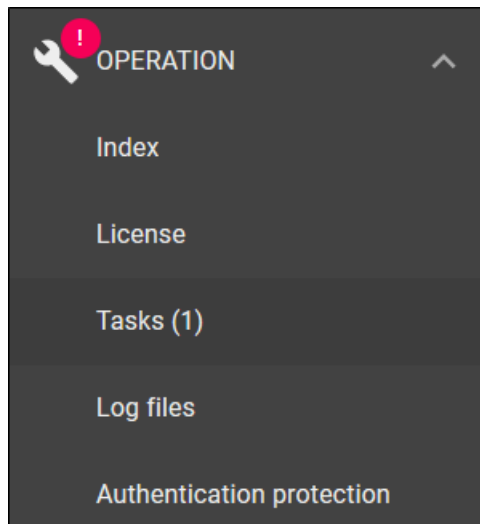 !
OPERATION
Index
License
Tasks (1)
Log files
Authentication protection